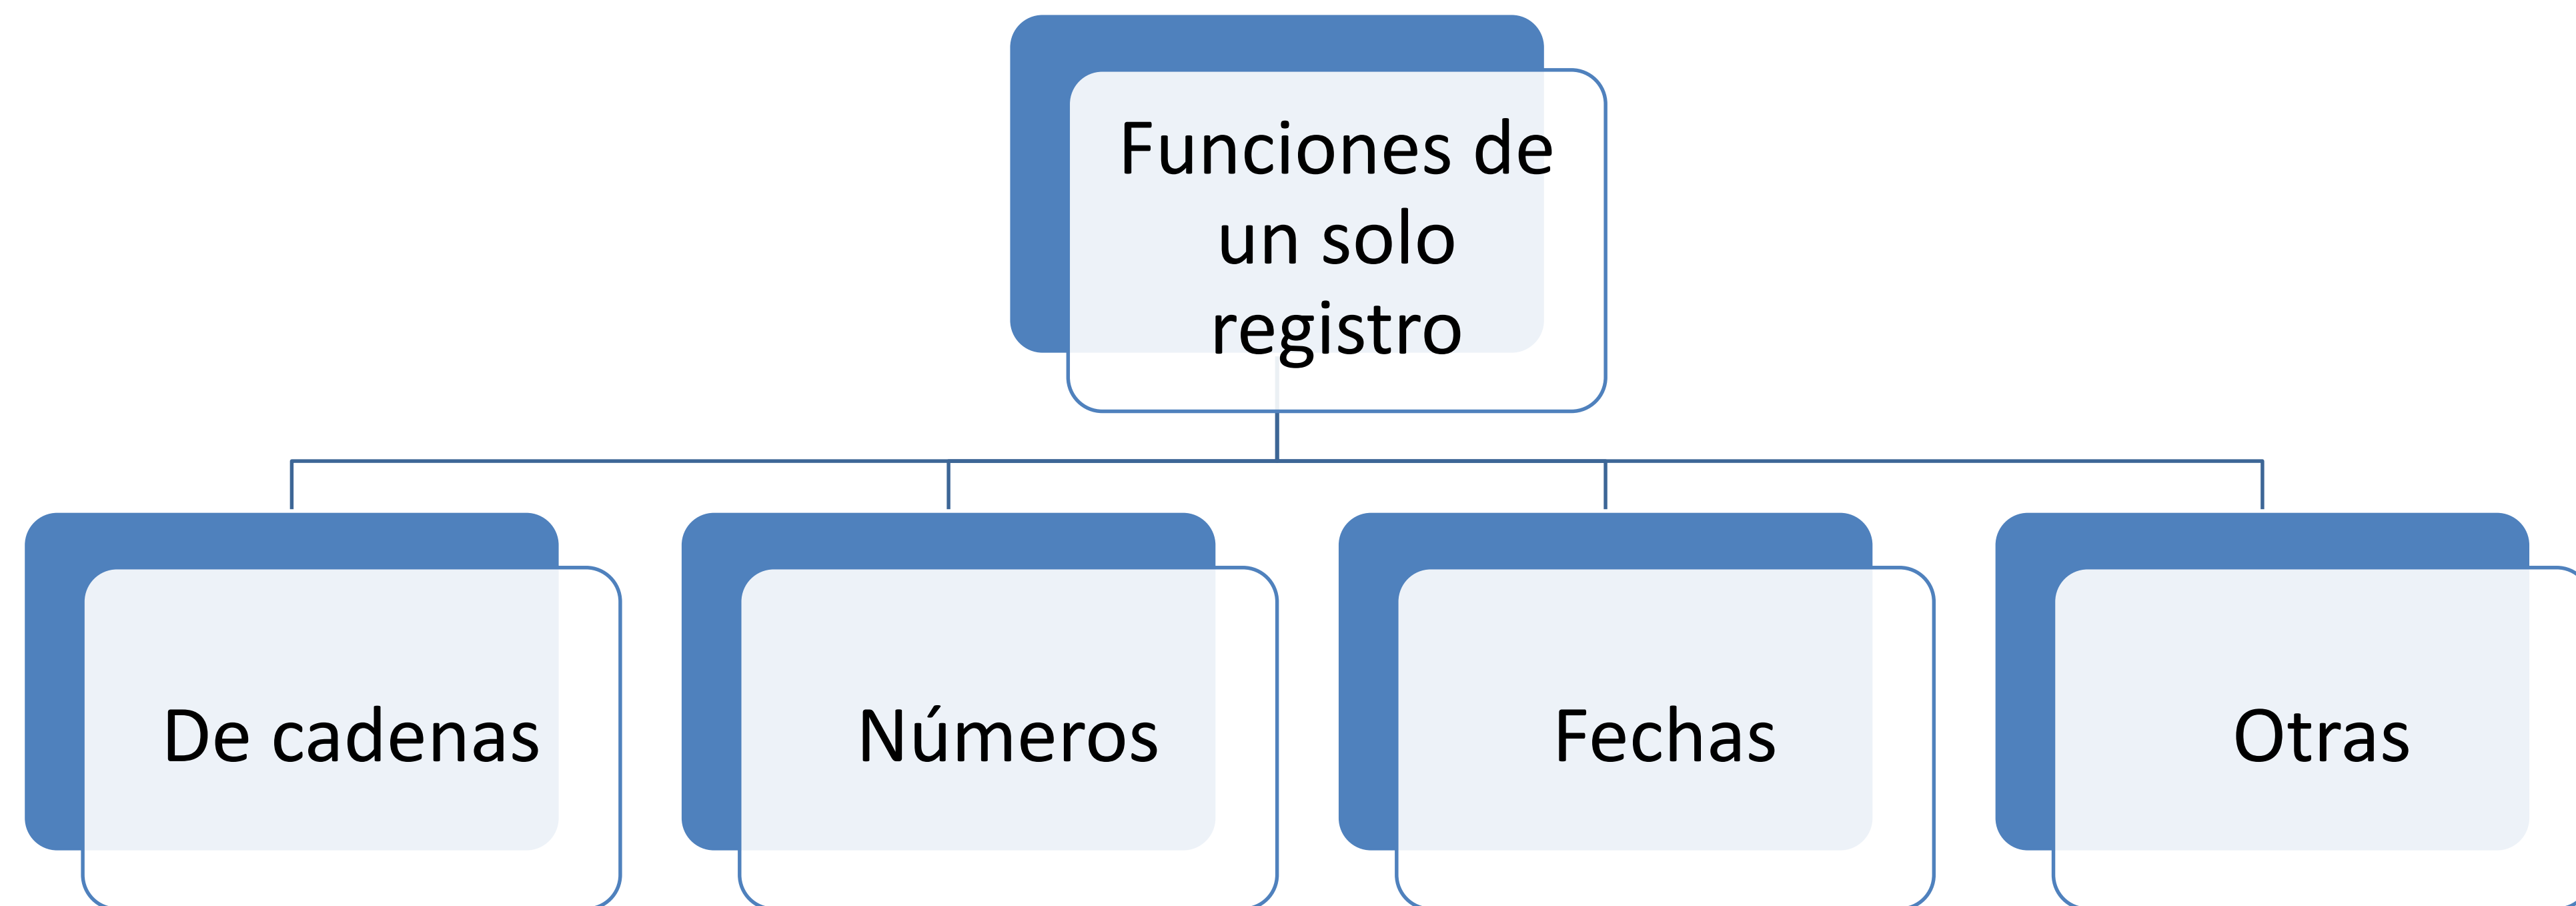 Funciones de
un solo
registro
De cadenas
Números
Fechas
Otras